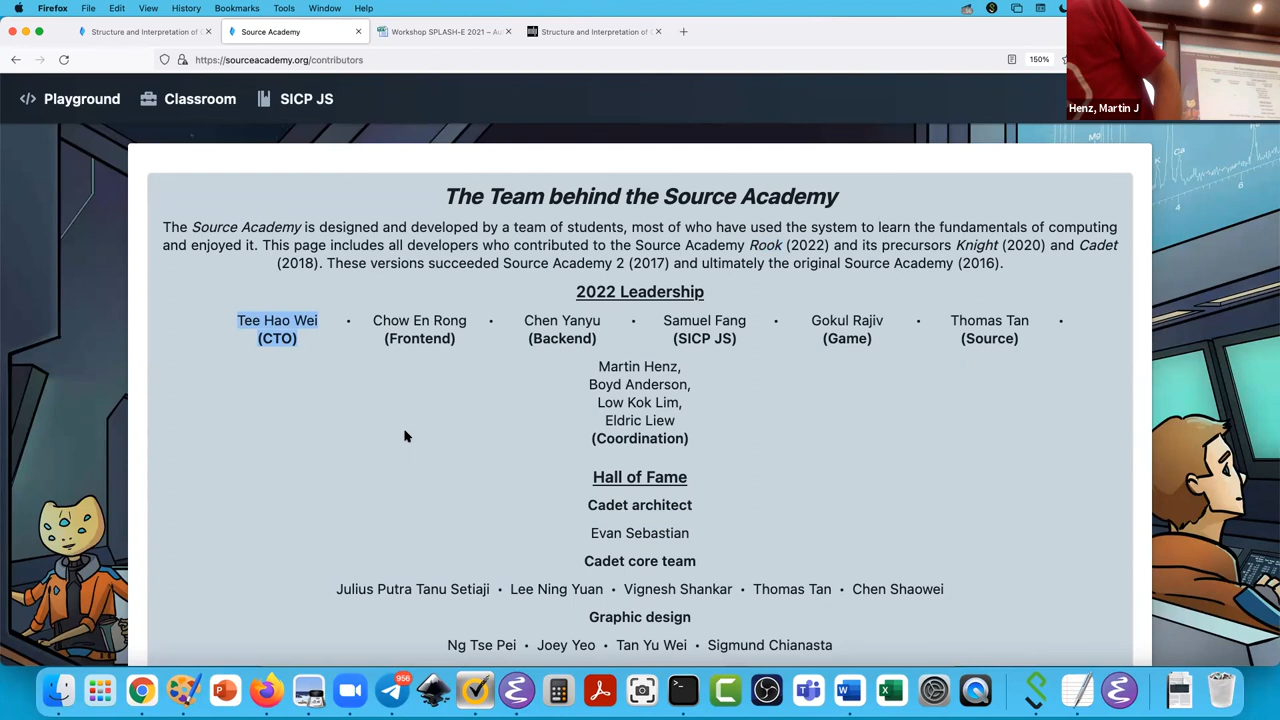 Firefox File Edit View History Bookmarks Tools Window Help
Structure and Interpretation of C
Source Academy
Workshop SPLASH-E 2021 – Au
Structure and Interpretation of C
https://sourceacademy.org/contributors
150%
Playground
Classroom
SICP JS
Henz, Martin J
The Team behind the Source Academy
The Source Academy is designed and developed by a team of students, most of who have used the system to learn the fundamentals of computing
and enjoyed it. This page includes all developers who contributed to the Source Academy Rook (2022) and its precursors Knight (2020) and Cadet
(2018). These versions succeeded Source Academy 2 (2017) and ultimately the original Source Academy (2016).
2022 Leadership
Tee Hao Wei • Chow En Rong • Chen Yanyu • Samuel Fang • Gokul Rajiv • Thomas Tan •
(CTO) (Frontend) (Backend) (SICP JS) (Game) (Source)
Martin Henz,
Boyd Anderson,
Low Kok Lim,
Eldric Liew
(Coordination)
Hall of Fame
Cadet architect
Evan Sebastian
Cadet core team
Julius Putra Tanu Setiaji • Lee Ning Yuan • Vignesh Shankar • Thomas Tan • Chen Shaowei
Graphic design
Ng Tse Pei • Joey Yeo • Tan Yu Wei • Sigmund Chianasta
956